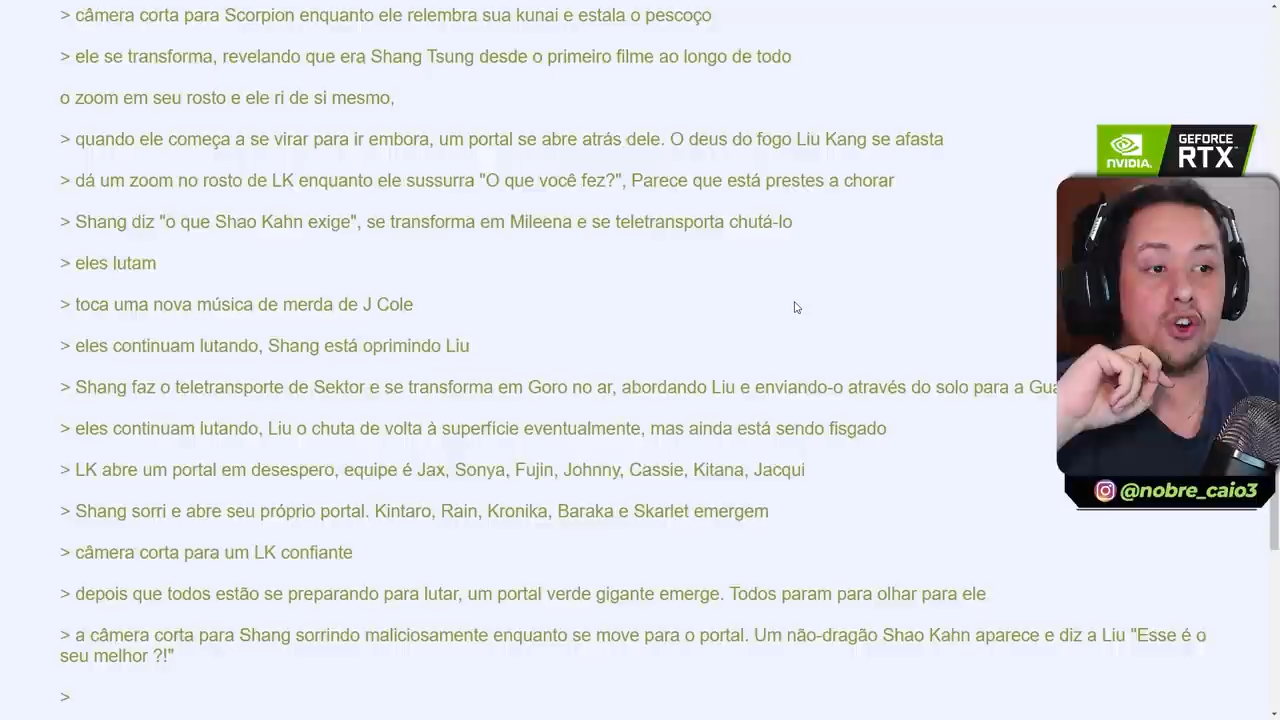 > câmera corta para Scorpion enquanto ele relembra sua kunai e estala o pescoço
> ele se transforma, revelando que era Shang Tsung desde o primeiro filme ao longo de todo
o zoom em seu rosto e ele ri de si mesmo,
> quando ele começa a se virar para ir embora, um portal se abre atrás dele. O deus do fogo Liu Kang se afasta
> dá um zoom no rosto de LK enquanto ele sussurra "O que você fez?", Parece que está prestes a chorar
> Shang diz "o que Shao Kahn exige", se transforma em Mileena e se teletransporta chutá-lo
> eles lutam
> toca uma nova música de merda de J Cole
> eles continuam lutando, Shang está oprimindo Liu
> Shang faz o teletransporte de Sektor e se transforma em Goro no ar, abordando Liu e enviando-o através do solo para a
> eles continuam lutando, Liu o chuta de volta à superfície eventualmente, mas ainda está sendo fisgado
> LK abre um portal em desespero, equipe é Jax, Sonya, Fujin, Johnny, Cassie, Kitana, Jacqui
> Shang sorri e abre seu próprio portal. Kintaro, Rain, Kronika, Baraka e Skarlet emergem
> câmera corta para um LK confiante
> depois que todos estão se preparando para lutar, um portal verde gigante emerge. Todos param para olhar para ele
> a câmera corta para Shang sorrindo maliciosamente enquanto se move para o portal. Um não-dragão Shao Kahn aparece e diz a Liu "Esse é o
seu melhor ?!"
>
NVIDIA.
GEFORCE
RTX™
@nobre_caio3